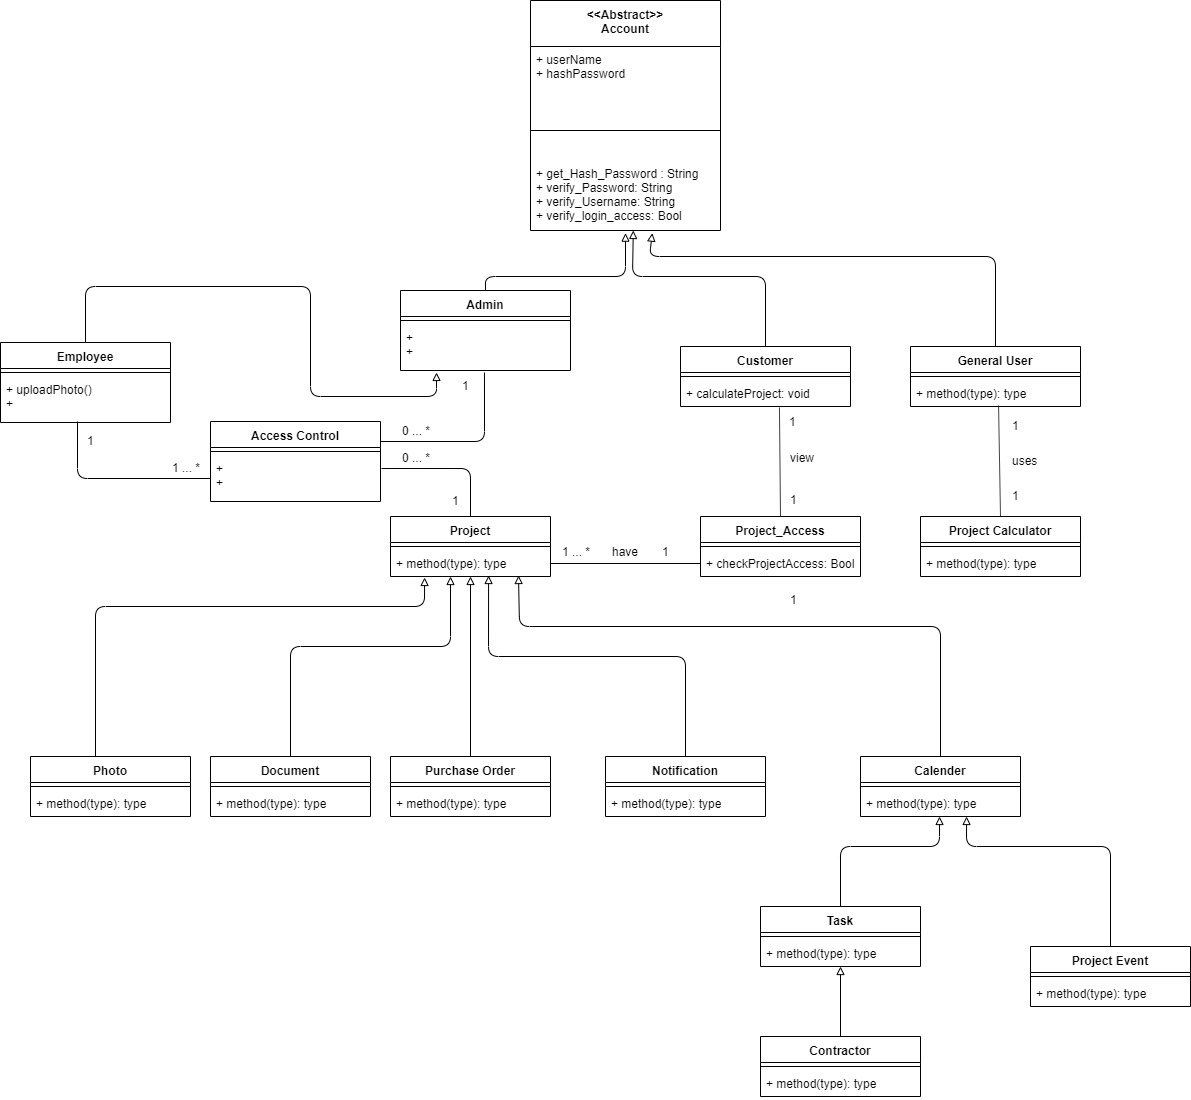 <<Abstract>>
Account
+ userName
+ hashPassword
+ get_Hash_Password : String
+ verify_Password: String
+ verify_Username: String
+ verify_login_access: Bool
Admin
+
+
Employee
+ uploadPhoto()
+
Customer
+ calculateProject: void
General User
+ method(type): type
1
1
0 ... *
Access Control
+
+
1
1 ... *
0 ... *
1
1
view
1
1
uses
1
Project
+ method(type): type
1 ... *
have
1
Project_Access
+ checkProjectAccess: Bool
1
Project Calculator
+ method(type): type
Photo
+ method(type): type
Document
+ method(type): type
Purchase Order
+ method(type): type
Notification
+ method(type): type
Calender
+ method(type): type
Task
+ method(type): type
Project Event
+ method(type): type
Contractor
+ method(type): type